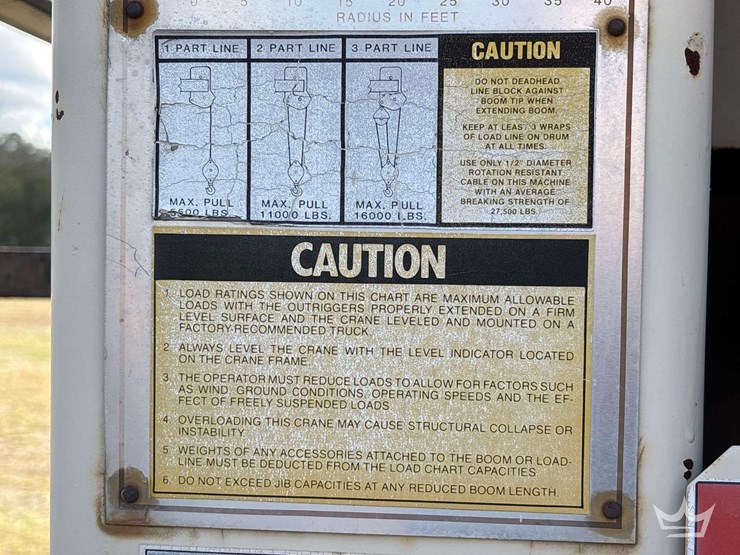 5 10 15 20 25 30 35 40
RADIUS IN FEET
1 PART LINE
MAX. PULL
5500 LBS.
2 PART LINE
MAX. PULL
11000 LBS.
3 PART LINE
MAX. PULL
16000 LBS.
CAUTION
DO NOT DEADHEAD
LINE BLOCK AGAINST
BOOM TIP WHEN
EXTENDING BOOM.
KEEP AT LEAST 3 WRAPS
OF LOAD LINE ON DRUM
AT ALL TIMES.
USE ONLY 1/2" DIAMETER
ROTATION RESISTANT
CABLE ON THIS MACHINE
WITH AN AVERAGE
BREAKING STRENGTH OF
27,500 LBS.
CAUTION
1. LOAD RATINGS SHOWN ON THIS CHART ARE MAXIMUM ALLOWABLE
LOADS WITH THE OUTRIGGERS PROPERLY EXTENDED ON A FIRM
LEVEL SURFACE AND THE CRANE LEVELED AND MOUNTED ON A
FACTORY-RECOMMENDED TRUCK.
2. ALWAYS LEVEL THE CRANE WITH THE LEVEL INDICATOR LOCATED
ON THE CRANE FRAME.
3. THE OPERATOR MUST REDUCE LOADS TO ALLOW FOR FACTORS SUCH
AS WIND, GROUND CONDITIONS, OPERATING SPEEDS AND THE EF-
FECT OF FREELY SUSPENDED LOADS.
4. OVERLOADING THIS CRANE MAY CAUSE STRUCTURAL COLLAPSE OR
INSTABILITY.
5. WEIGHTS OF ANY ACCESSORIES ATTACHED TO THE BOOM OR LOAD-
LINE MUST BE DEDUCTED FROM THE LOAD CHART CAPACITIES.
6. DO NOT EXCEED JIB CAPACITIES AT ANY REDUCED BOOM LENGTH.